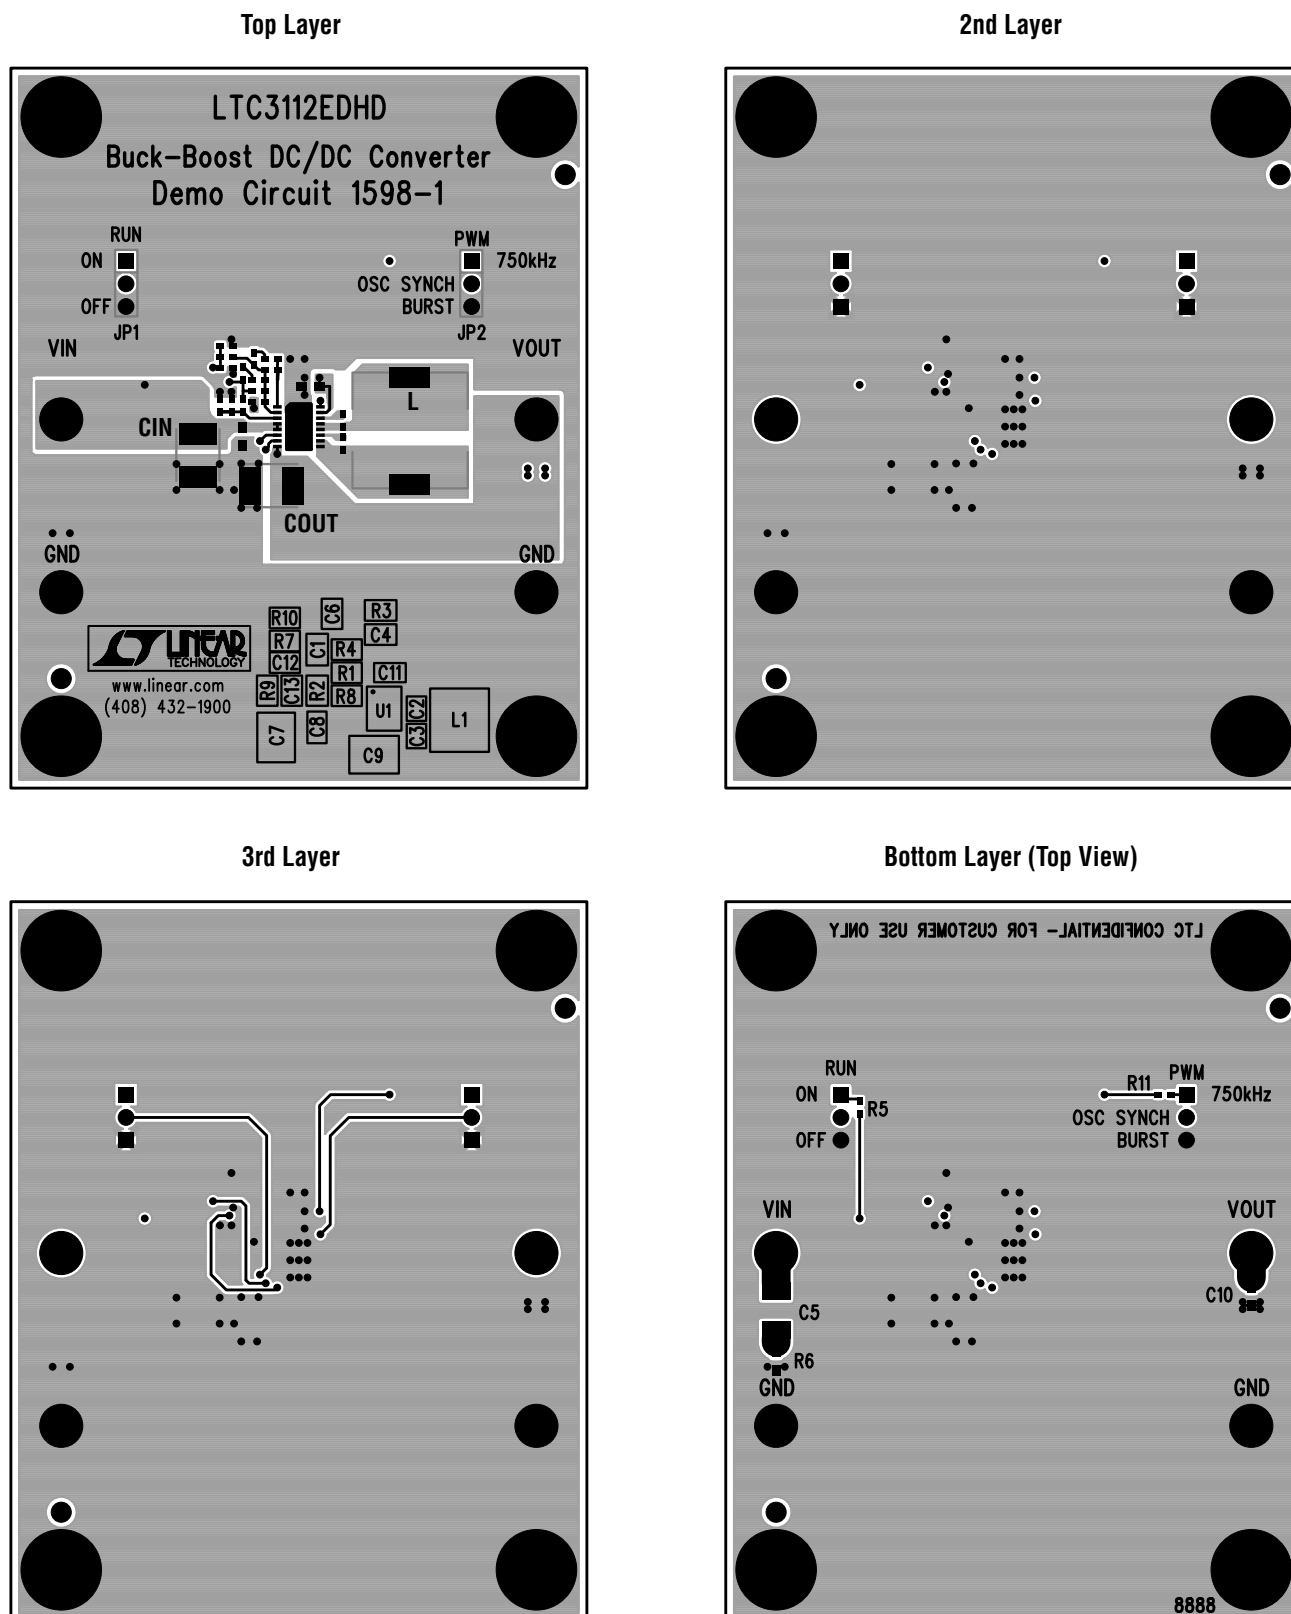 Top Layer
2nd Layer
LTC3112EDHD
Buck-Boost DC/DC Converter
Demo Circuit 1598-1
RUN
ON
OFF
JP1
PWM
750kHz
OSC SYNCH
BURST
JP2
VIN
VOUT
CIN
L
COUT
GND
GND
R10
C6
R3
R7
C1
R4
C4
C12
R1
C11
R9
C13
R2
R8
U1
C2
L1
C7
C8
C3
C9
LINEAR
TECHNOLOGY
www.linear.com
(408) 432-1900
3rd Layer
Bottom Layer (Top View)
LTC CONFIDENTIAL- FOR CUSTOMER USE ONLY
RUN
ON
R5
OFF
R11
PWM
750kHz
OSC SYNCH
BURST
VIN
VOUT
C5
C10
R6
GND
GND
8888